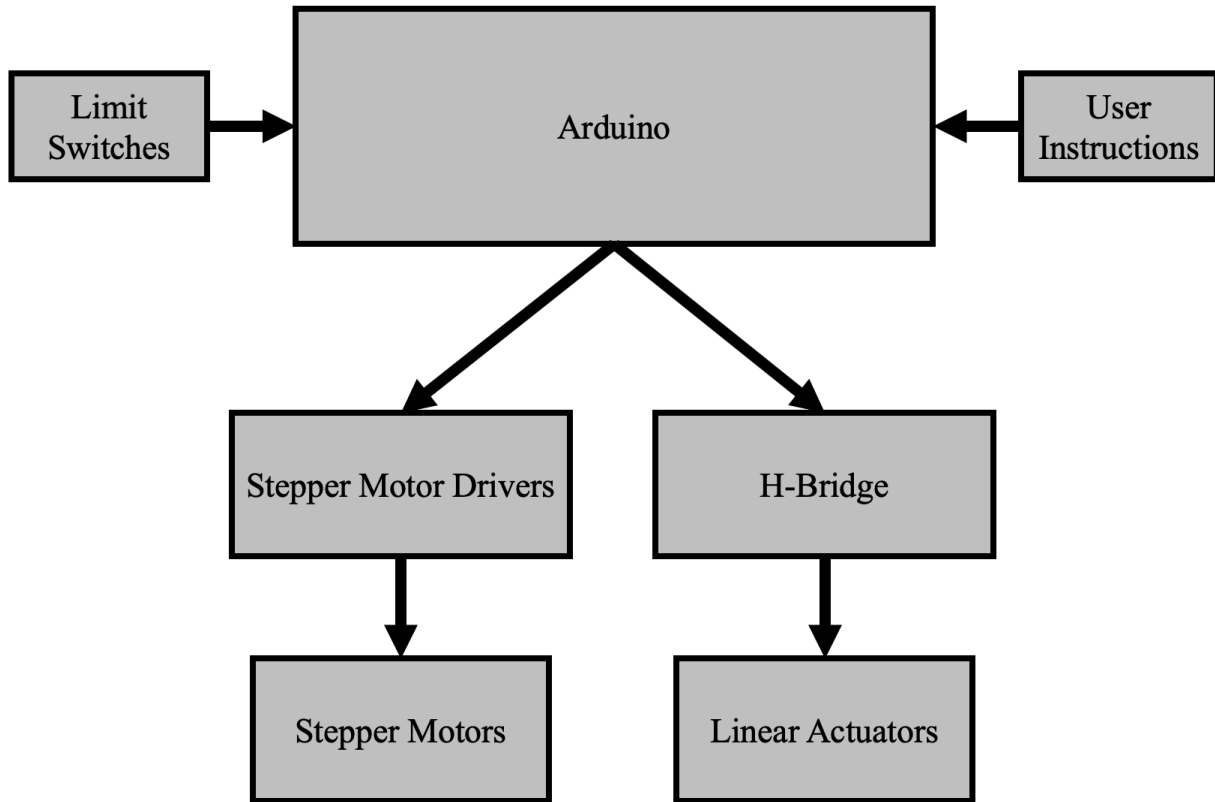 Limit
Switches
Arduino
User
Instructions
Stepper Motor Drivers
H-Bridge
Stepper Motors
Linear Actuators